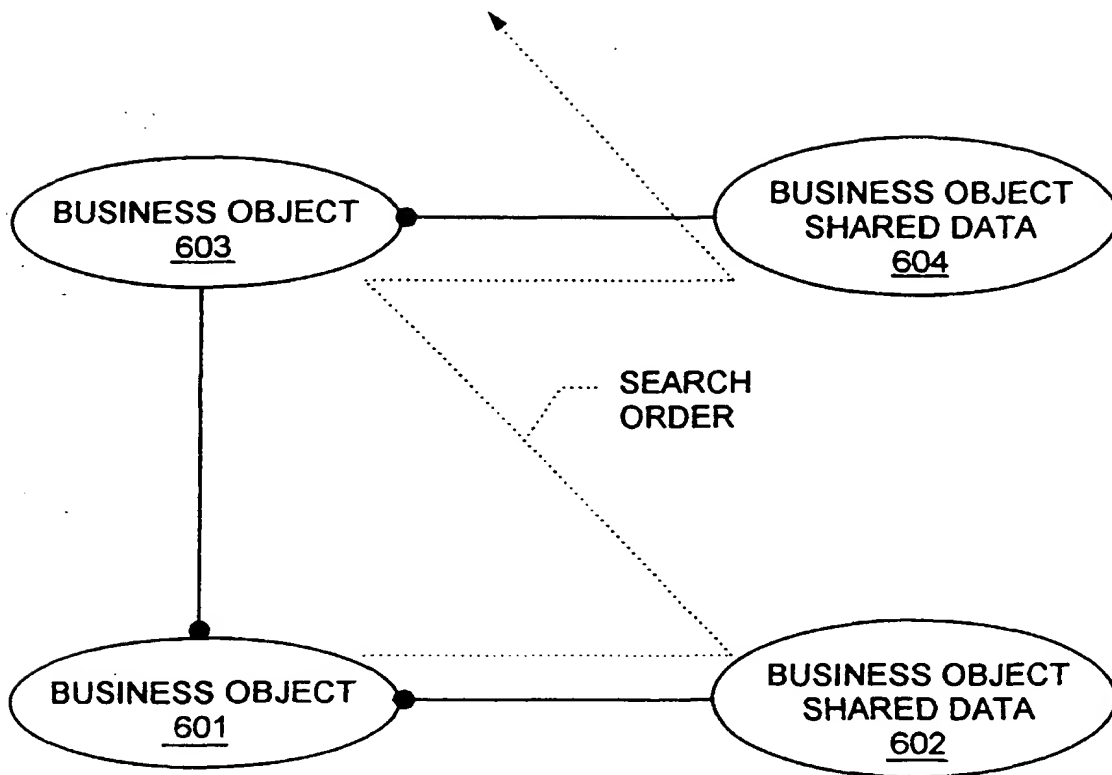 BUSINESS OBJECT
603
BUSINESS OBJECT
SHARED DATA
604
SEARCH
ORDER
BUSINESS OBJECT
601
BUSINESS OBJECT
SHARED DATA
602